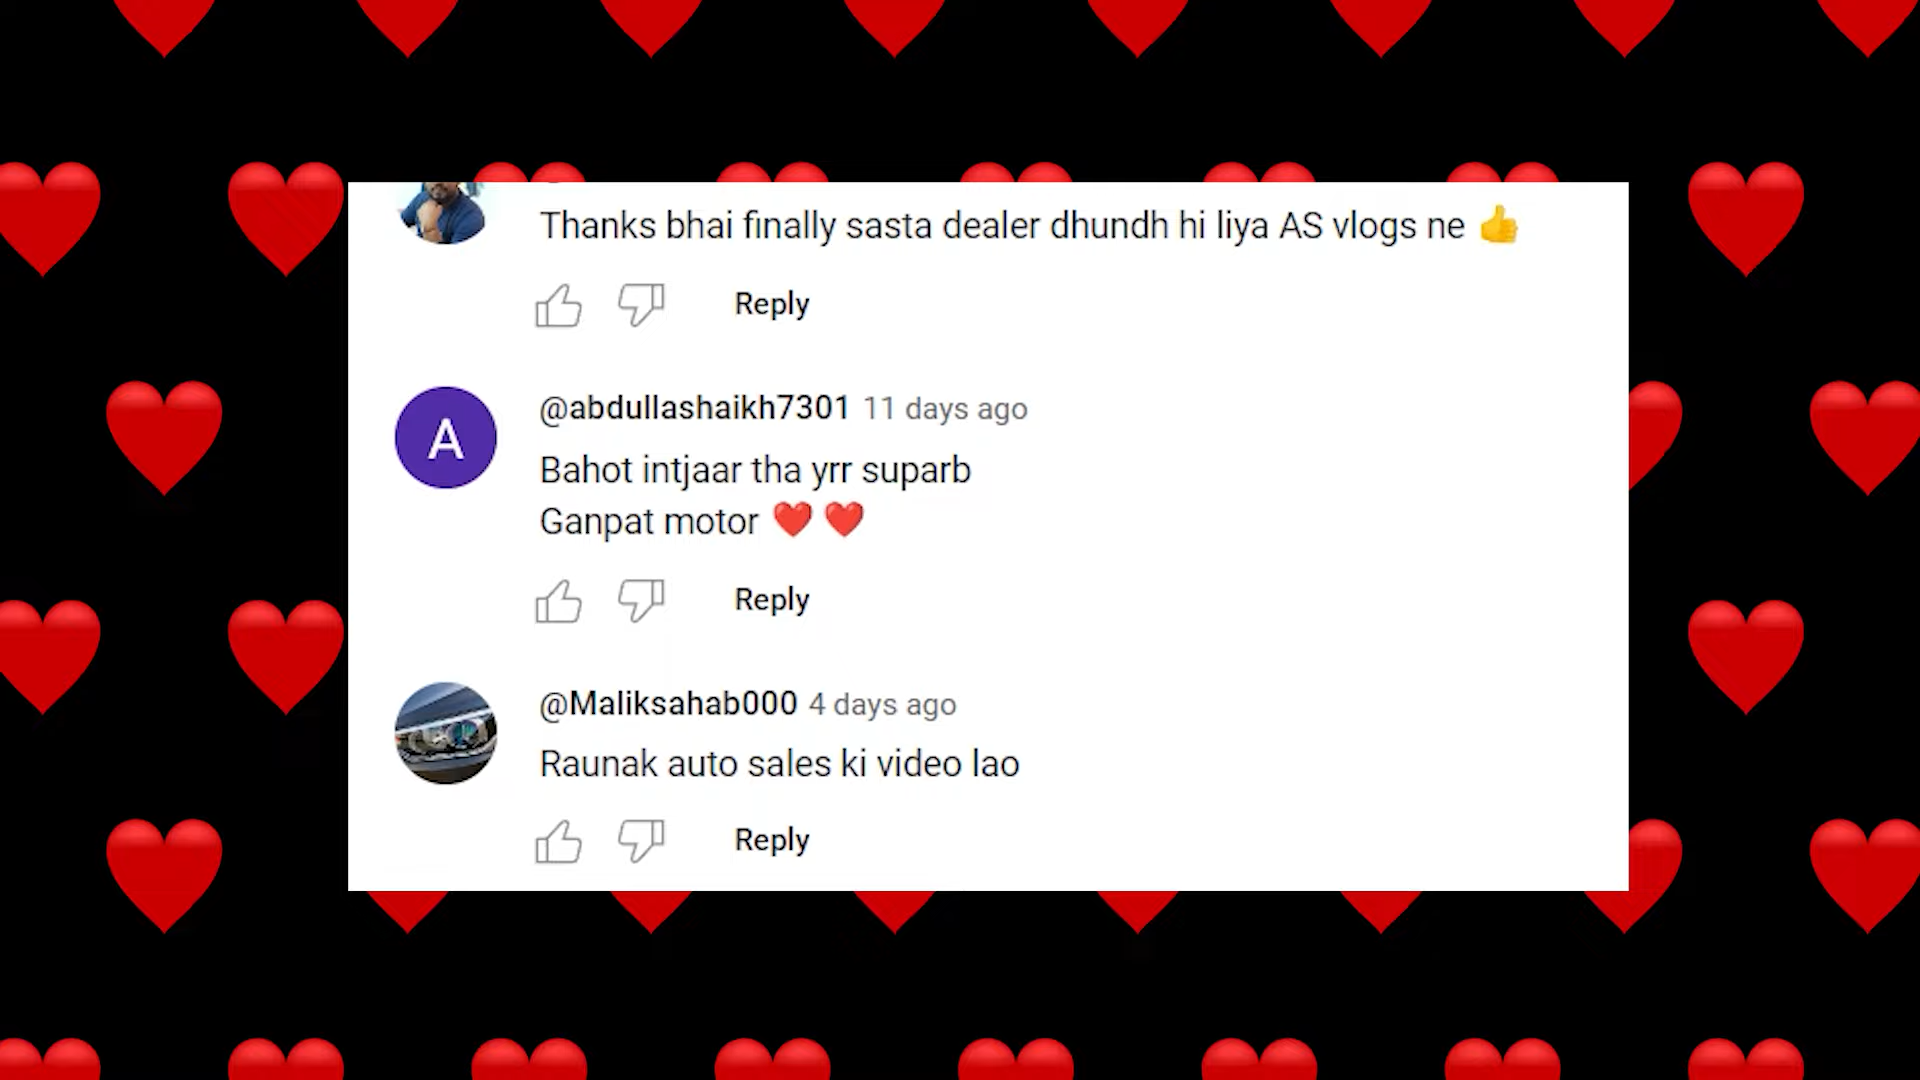 Thanks bhai finally sasta dealer dhundh hi liya AS vlogs ne 👍
Reply
A
@abdullashaikh7301 11 days ago
Bahot intjaar tha yrr suparb
Ganpat motor ❤️ ❤️
Reply
@Maliksahab000 4 days ago
Raunak auto sales ki video lao
Reply